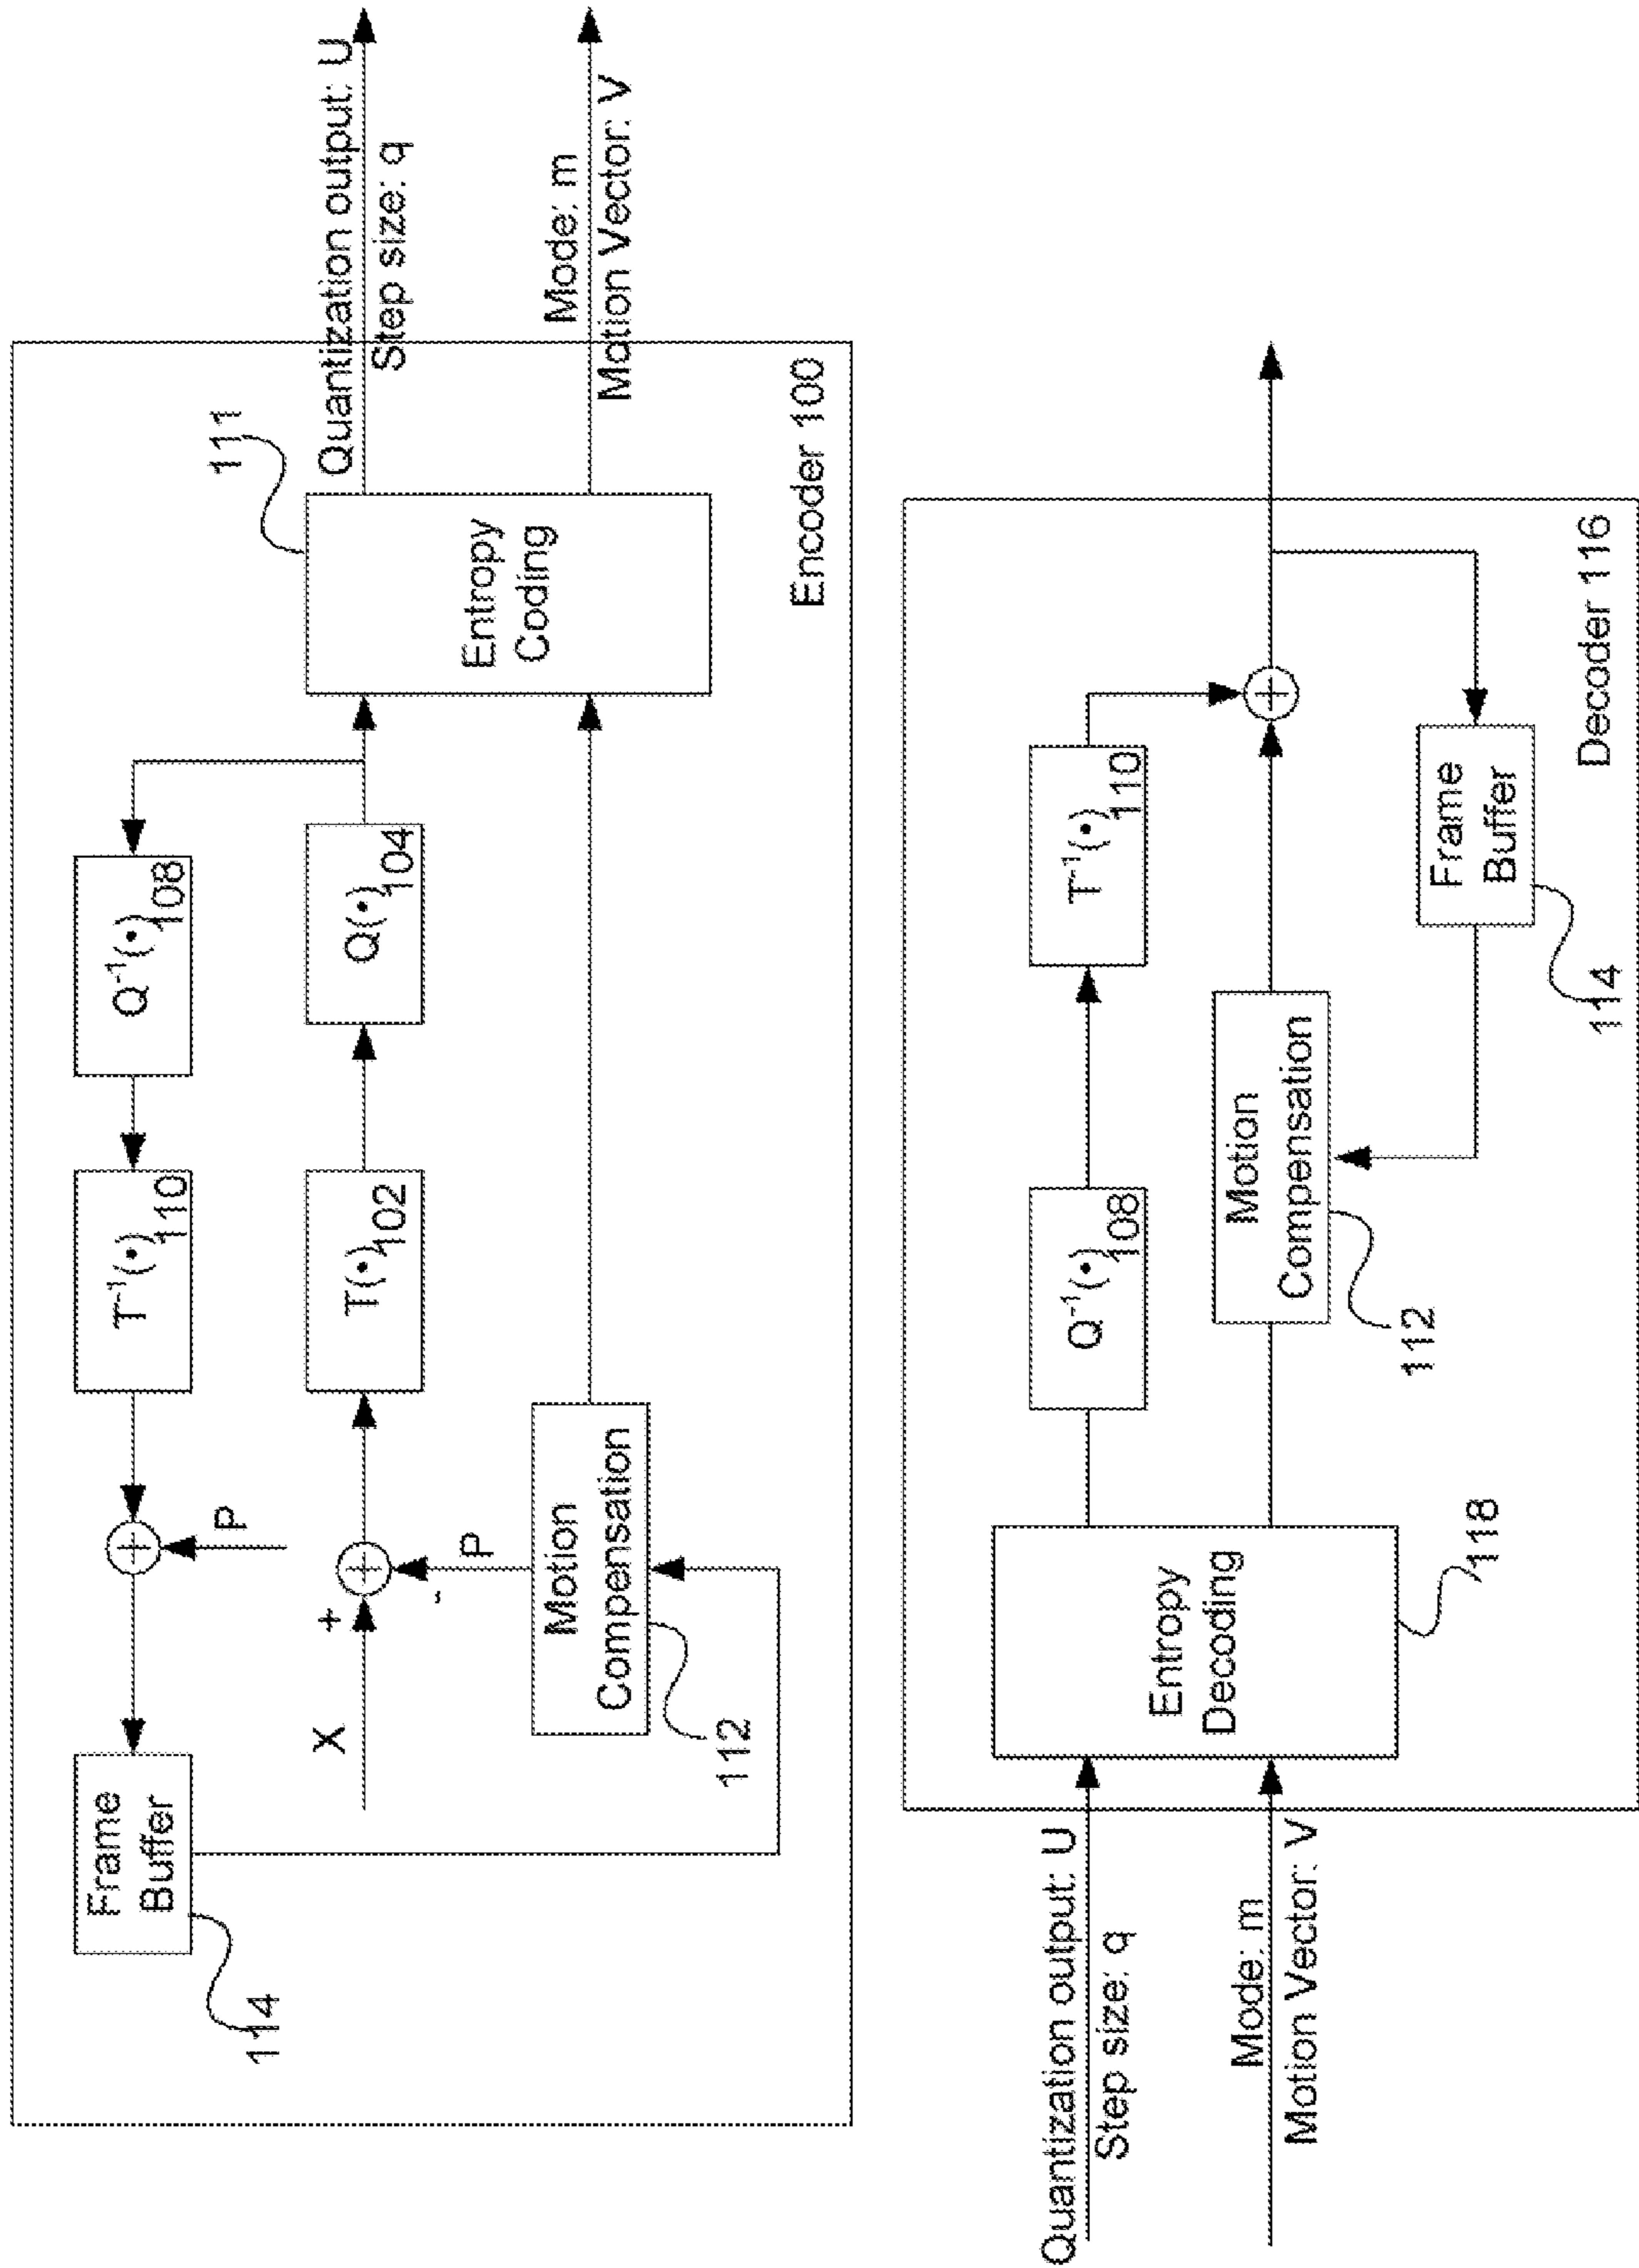 Frame
Buffer
114
T⁻¹(•)
110
Q⁻¹(•)
108
P
X
+
-
P
T(•)
102
Q(•)
104
Motion
Compensation
112
Entropy
Coding
111
Quantization output: U
Step size: q
Mode: m
Motion Vector: V
Encoder 100
Quantization output: U
Step size: q
Mode: m
Motion Vector: V
Entropy
Decoding
118
Q⁻¹(•)
108
T⁻¹(•)
110
Motion
Compensation
112
Frame
Buffer
114
Decoder 116